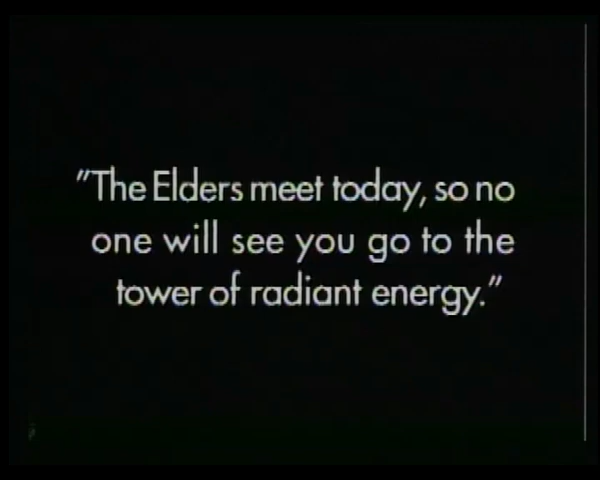 "The Elders meet today, so no
one will see you go to the
tower of radiant energy."